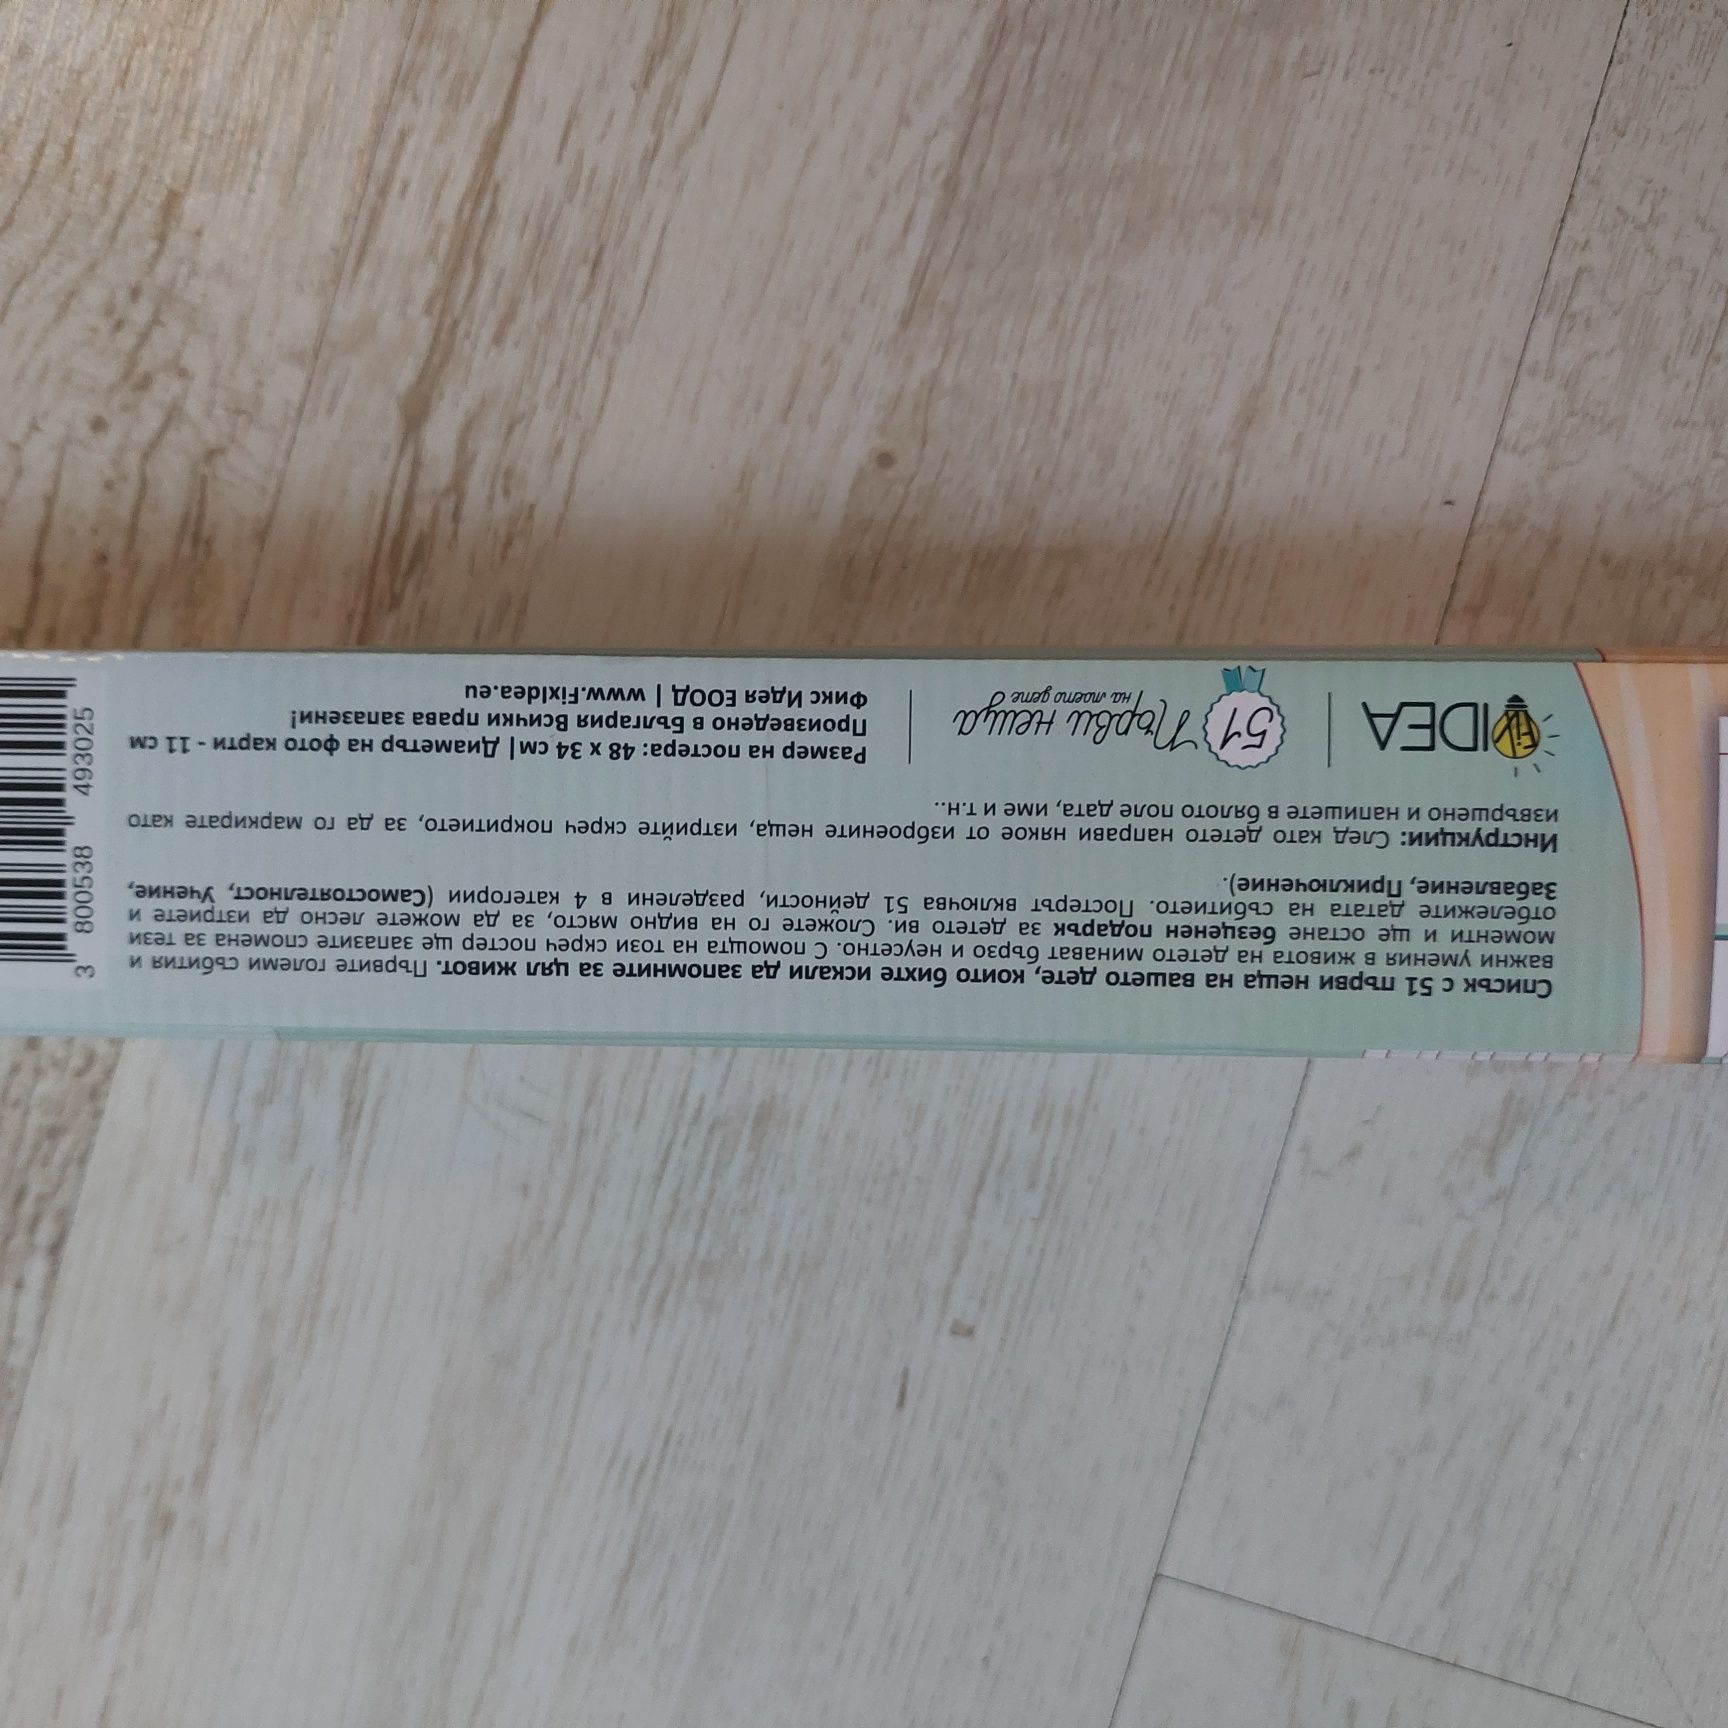 Списък с 51 първи неща на вашето дете, които бихте искали да запомните за цял живот. Първите големи събития и
важни умения в живота на детето минават бързо и неусетно. С помощта на този скреч постер ще запазите спомена за тези
моменти и ще остане безценен подарък за детето ви. Сложете го на видно място, за да можете лесно да изтриете и
отбележите датата на събитието. Постерът включва 51 дейности, разделени в 4 категории (Самостоятелност, Учение,
Забавление, Приключение).
Инструкции: След като детето направи някое от изброените неща, изтрийте скреч покритието, за да го маркирате като
извършено и напишете в бялото поле дата, име и т.н..
FiX IDEA
51 Първи неща
на моето дете
Размер на постера: 48 x 34 см| Диаметър на фото карти - 11 см
Произведено в България Всички права запазени!
Фикс Идея ЕООД | www.FixIdea.eu
3 800538 493025